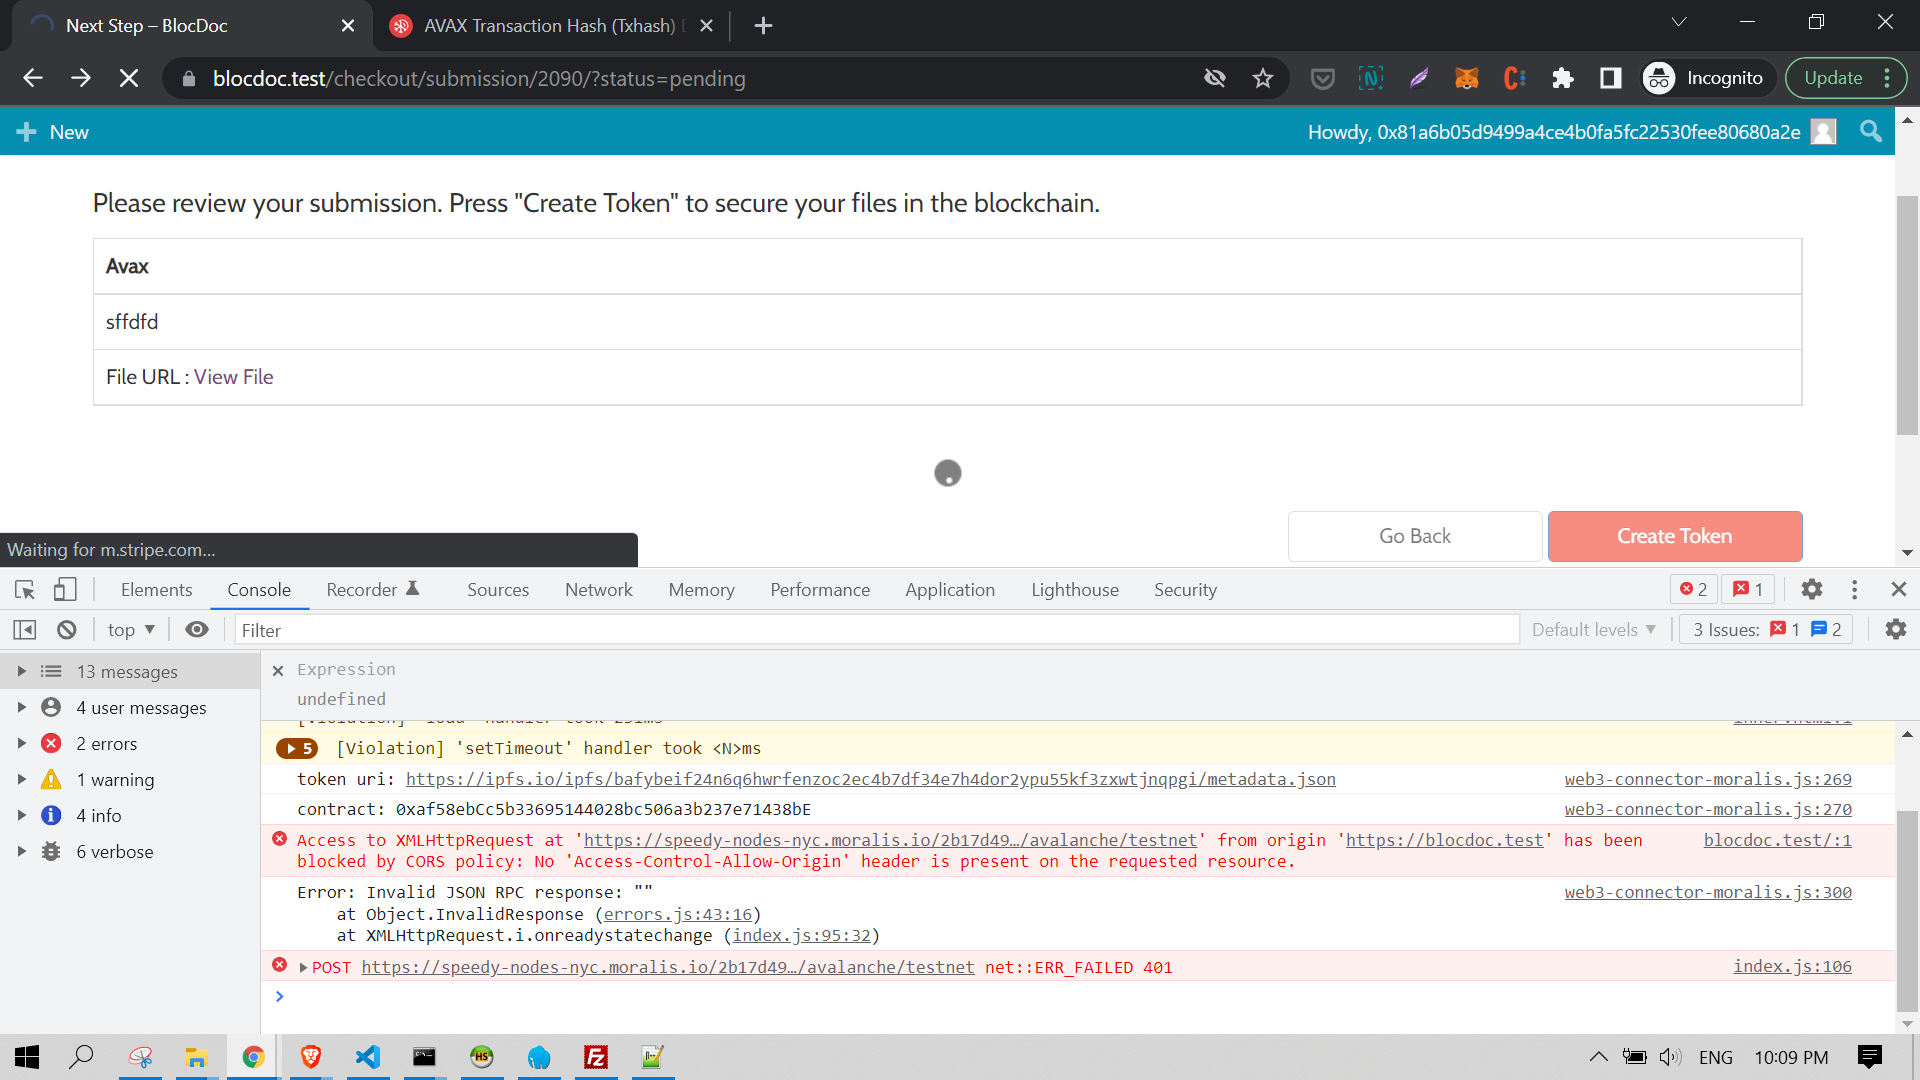 Next Step – BlocDoc
AVAX Transaction Hash (Txhash)
blocdoc.test/checkout/submission/2090/?status=pending
Incognito
Update
New
Howdy, 0x81a6b05d9499a4ce4b0fa5fc22530fee80680a2e
Please review your submission. Press "Create Token" to secure your files in the blockchain.
Avax
sffdfd
File URL : View File
Go Back
Create Token
Waiting for m.stripe.com...
Elements
Console
Recorder
Sources
Network
Memory
Performance
Application
Lighthouse
Security
2
1
top
Filter
Default levels
3 Issues: 1 2
13 messages
4 user messages
2 errors
1 warning
4 info
6 verbose
Expression
undefined
5 [Violation] 'setTimeout' handler took <N>ms
token uri: https://ipfs.io/ipfs/bafybeif24n6q6hwrfenzoc2ec4b7df34e7h4dor2ypu55kf3zxwtjnqpgi/metadata.json web3-connector-moralis.js:269
contract: 0xaf58ebCc5b33695144028bc506a3b237e71438bE web3-connector-moralis.js:270
Access to XMLHttpRequest at 'https://speedy-nodes-nyc.moralis.io/2b17d49…/avalanche/testnet' from origin 'https://blocdoc.test' has been blocdoc.test/:1
blocked by CORS policy: No 'Access-Control-Allow-Origin' header is present on the requested resource.
Error: Invalid JSON RPC response: "" web3-connector-moralis.js:300
at Object.InvalidResponse (errors.js:43:16)
at XMLHttpRequest.i.onreadystatechange (index.js:95:32)
POST https://speedy-nodes-nyc.moralis.io/2b17d49…/avalanche/testnet net::ERR_FAILED 401 index.js:106
HS
ENG
10:09 PM